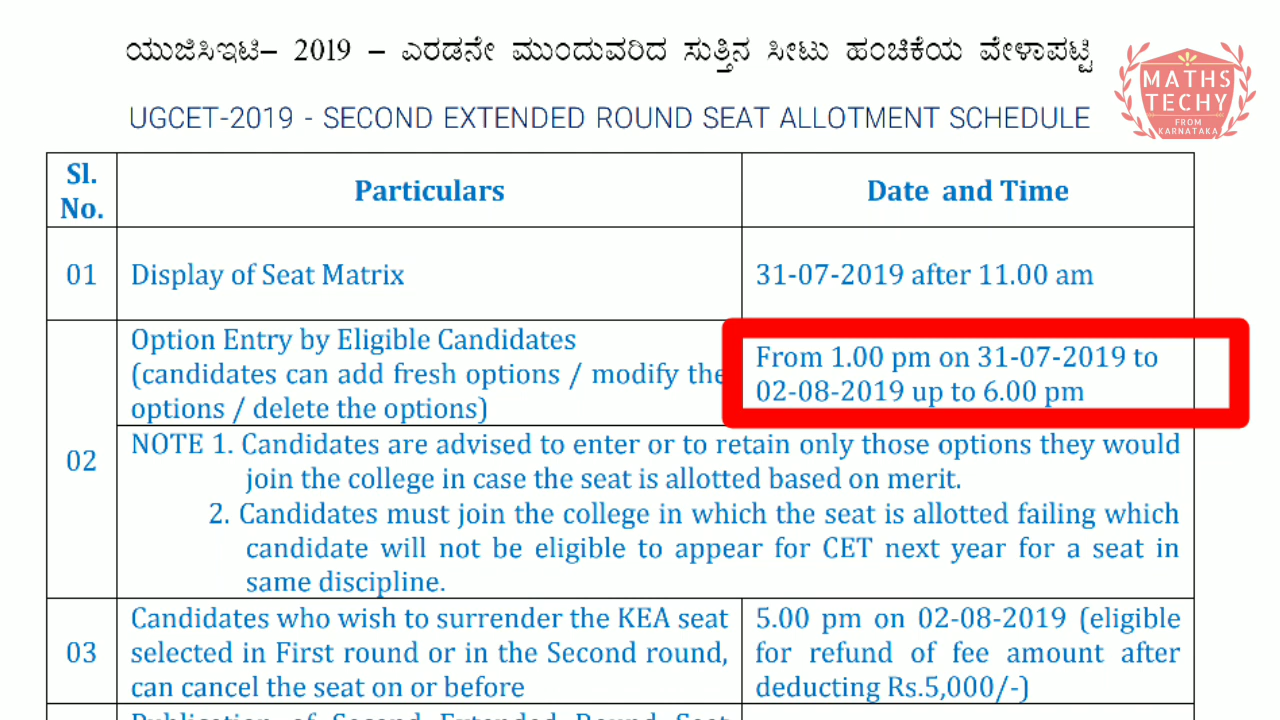 ಯುಜಿಸಿಇಟಿ– 2019 – ಎರಡನೇ ಮುಂದುವರಿದ ಸುತ್ತಿನ ಸೀಟು ಹಂಚಿಕೆಯ ವೇಳಾಪಟ್ಟಿ
MATHS
TECHY
FROM
KARNATAKA
UGCET-2019 - SECOND EXTENDED ROUND SEAT ALLOTMENT SCHEDULE
Sl.
No.
Particulars
Date and Time
01
Display of Seat Matrix
31-07-2019 after 11.00 am
02
Option Entry by Eligible Candidates
(candidates can add fresh options / modify the
options / delete the options)
From 1.00 pm on 31-07-2019 to
02-08-2019 up to 6.00 pm
NOTE 1. Candidates are advised to enter or to retain only those options they would
join the college in case the seat is allotted based on merit.
2. Candidates must join the college in which the seat is allotted failing which
candidate will not be eligible to appear for CET next year for a seat in
same discipline.
03
Candidates who wish to surrender the KEA seat
selected in First round or in the Second round,
can cancel the seat on or before
5.00 pm on 02-08-2019 (eligible
for refund of fee amount after
deducting Rs.5,000/-)
Publication of Second Extended Round Seat